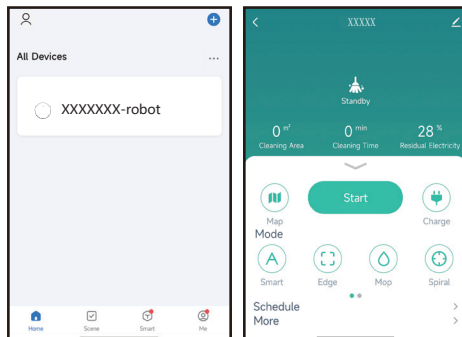 All Devices
...
XXXXXXX-robot
Home Scene Smart Me
XXXXX
Standby
0 m² 0 min 28 %
Cleaning Area Cleaning Time Residual Electricity
Start
Map Charge
Mode
A
Smart Edge Mop Spiral
Schedule
More